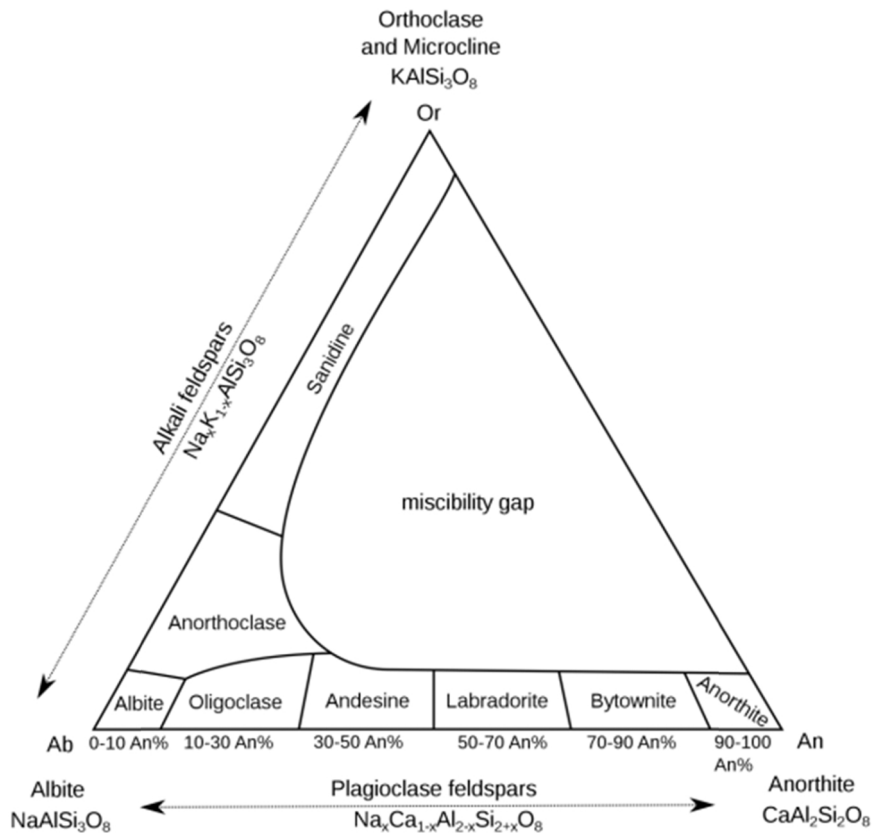 Orthoclase
and Microcline
KAlSi₃O₈
Or
Alkali feldspars
NaₓK₁₋ₓAlSi₃O₈
Sanidine
miscibility gap
Anorthoclase
Albite
Oligoclase
Andesine
Labradorite
Bytownite
Anorthite
Ab
0-10 An%
10-30 An%
30-50 An%
50-70 An%
70-90 An%
90-100
An%
An
Albite
NaAlSi₃O₈
Plagioclase feldspars
NaₓCa₁₋ₓAl₂₋ₓSi₂₊ₓO₈
Anorthite
CaAl₂Si₂O₈